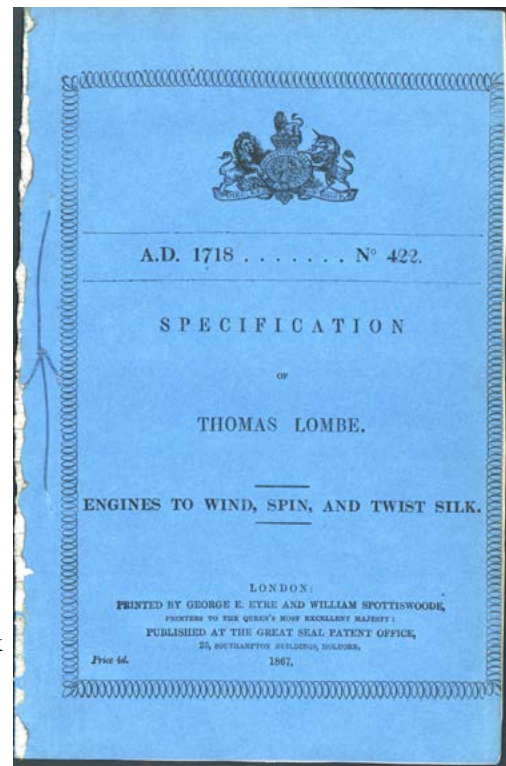 A.D. 1718 . . . . . . . Nº 422.
SPECIFICATION
OF
THOMAS LOMBE.
ENGINES TO WIND, SPIN, AND TWIST SILK.
LONDON:
PRINTED BY GEORGE E. EYRE AND WILLIAM SPOTTISWOODE,
PRINTERS TO THE QUEEN'S MOST EXCELLENT MAJESTY:
PUBLISHED AT THE GREAT SEAL PATENT OFFICE,
25, SOUTHAMPTON BUILDINGS, HOLBORN.
Price 4d.
1867.